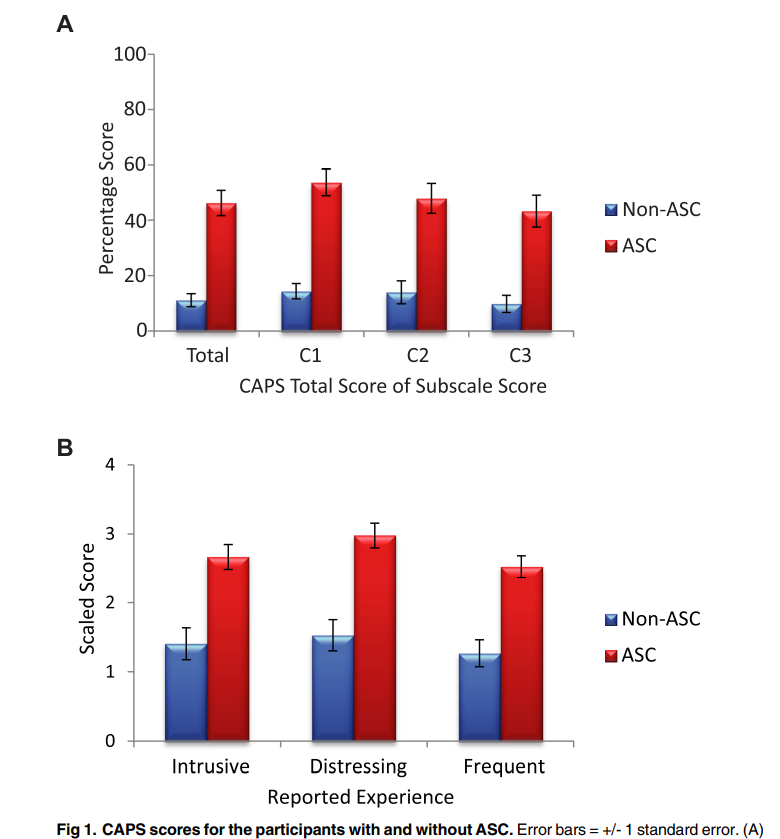 A
100
80
60
40
20
0
Percentage Score
Total C1 C2 C3
CAPS Total Score of Subscale Score
Non-ASC
ASC
B
4
3
2
1
0
Scaled Score
Intrusive Distressing Frequent
Reported Experience
Non-ASC
ASC
Fig 1. CAPS scores for the participants with and without ASC. Error bars = +/- 1 standard error. (A)